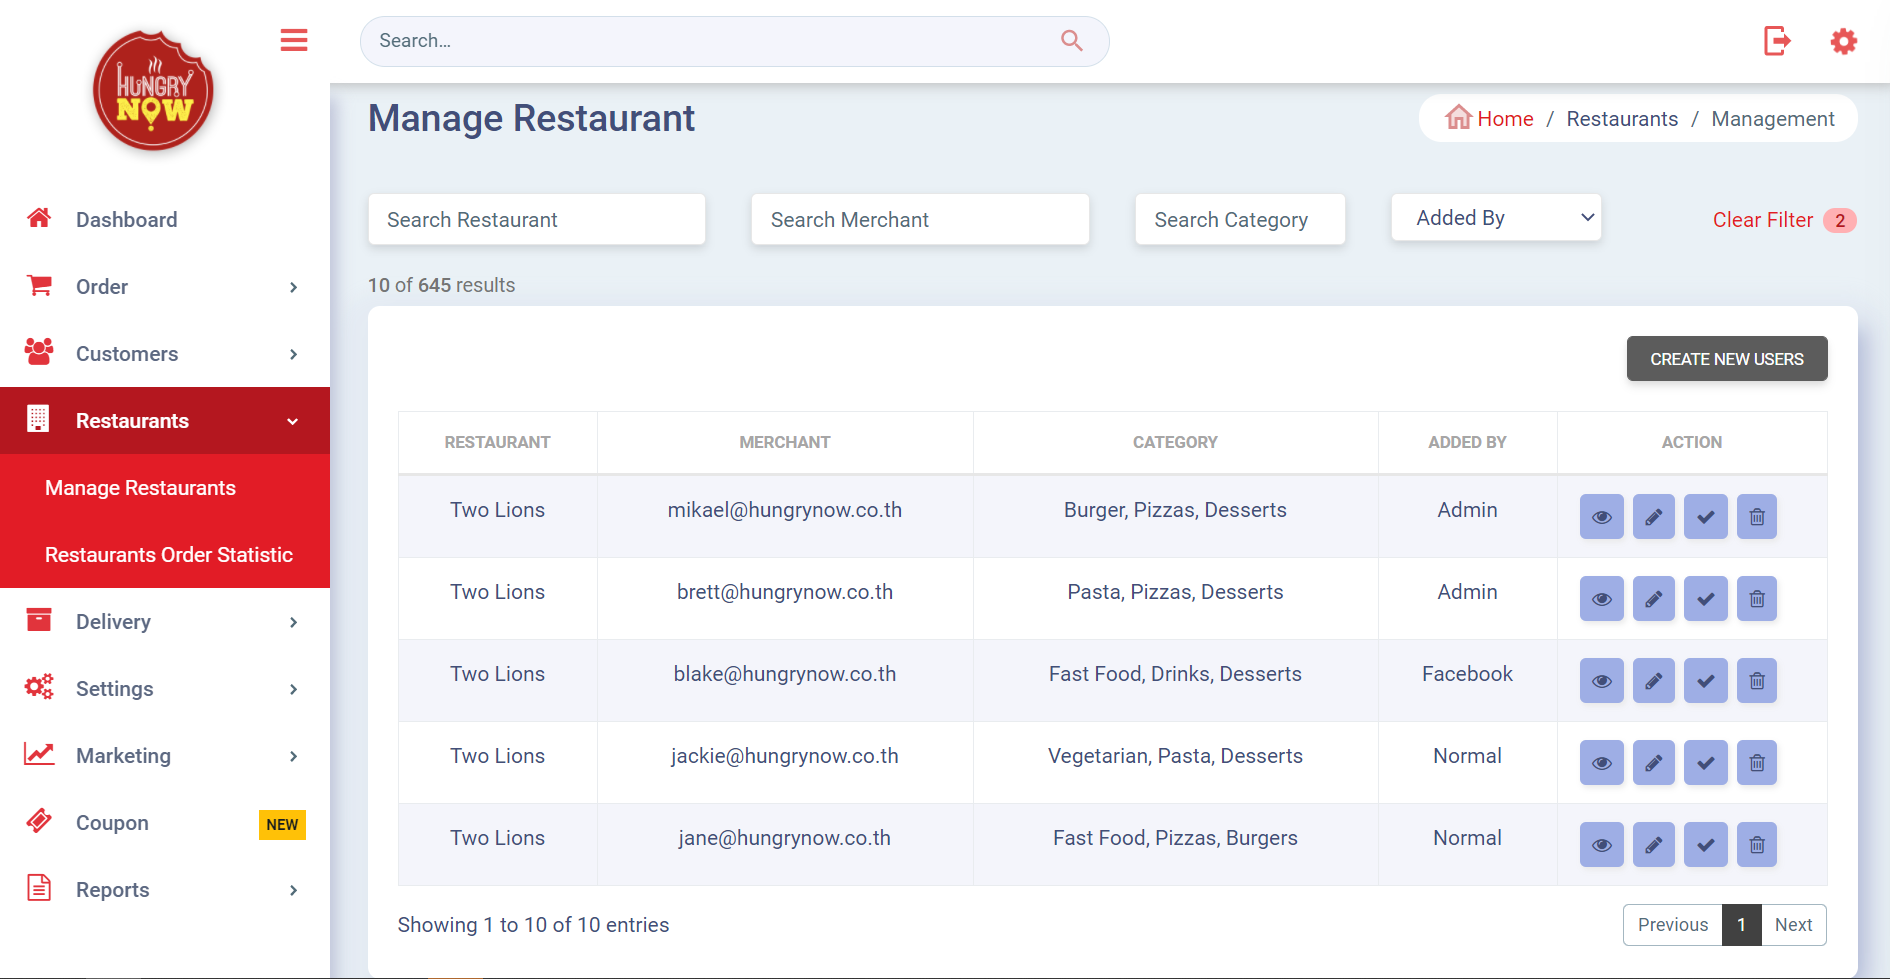 HUNGRY
NOW
Search...
Manage Restaurant
Home / Restaurants / Management
Dashboard
Order
Customers
Restaurants
Manage Restaurants
Restaurants Order Statistic
Delivery
Settings
Marketing
Coupon NEW
Reports
Search Restaurant Search Merchant Search Category Added By Clear Filter 2
10 of 645 results
CREATE NEW USERS
RESTAURANT MERCHANT CATEGORY ADDED BY ACTION
Two Lions mikael@hungrynow.co.th Burger, Pizzas, Desserts Admin
Two Lions brett@hungrynow.co.th Pasta, Pizzas, Desserts Admin
Two Lions blake@hungrynow.co.th Fast Food, Drinks, Desserts Facebook
Two Lions jackie@hungrynow.co.th Vegetarian, Pasta, Desserts Normal
Two Lions jane@hungrynow.co.th Fast Food, Pizzas, Burgers Normal
Showing 1 to 10 of 10 entries
Previous 1 Next